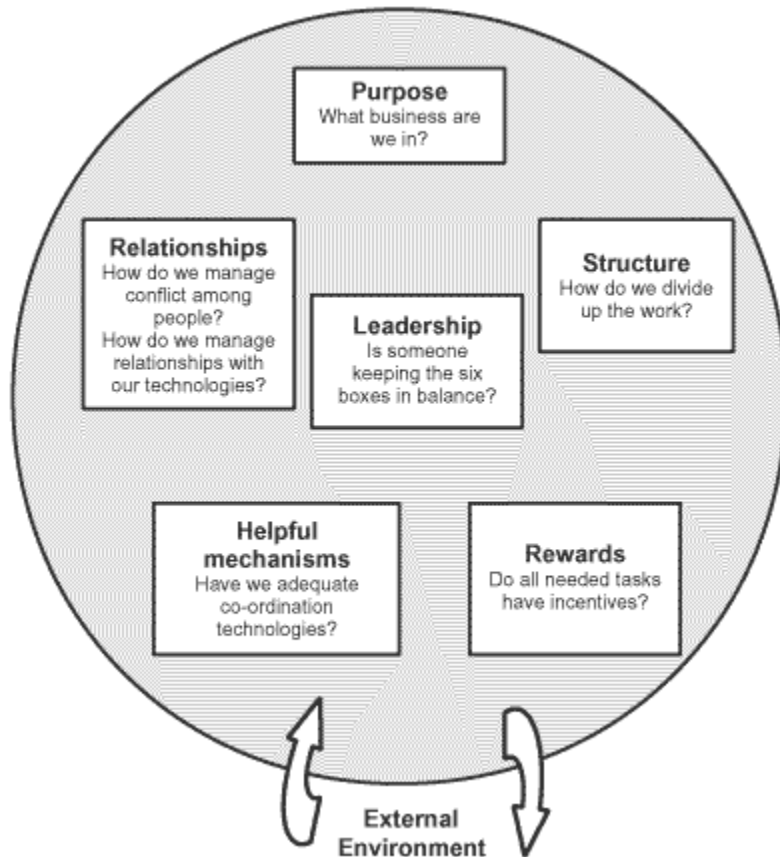 Purpose
What business are
we in?
Relationships
How do we manage
conflict among
people?
How do we manage
relationships with
our technologies?
Structure
How do we divide
up the work?
Leadership
Is someone
keeping the six
boxes in balance?
Helpful
mechanisms
Have we adequate
co-ordination
technologies?
Rewards
Do all needed tasks
have incentives?
External
Environment